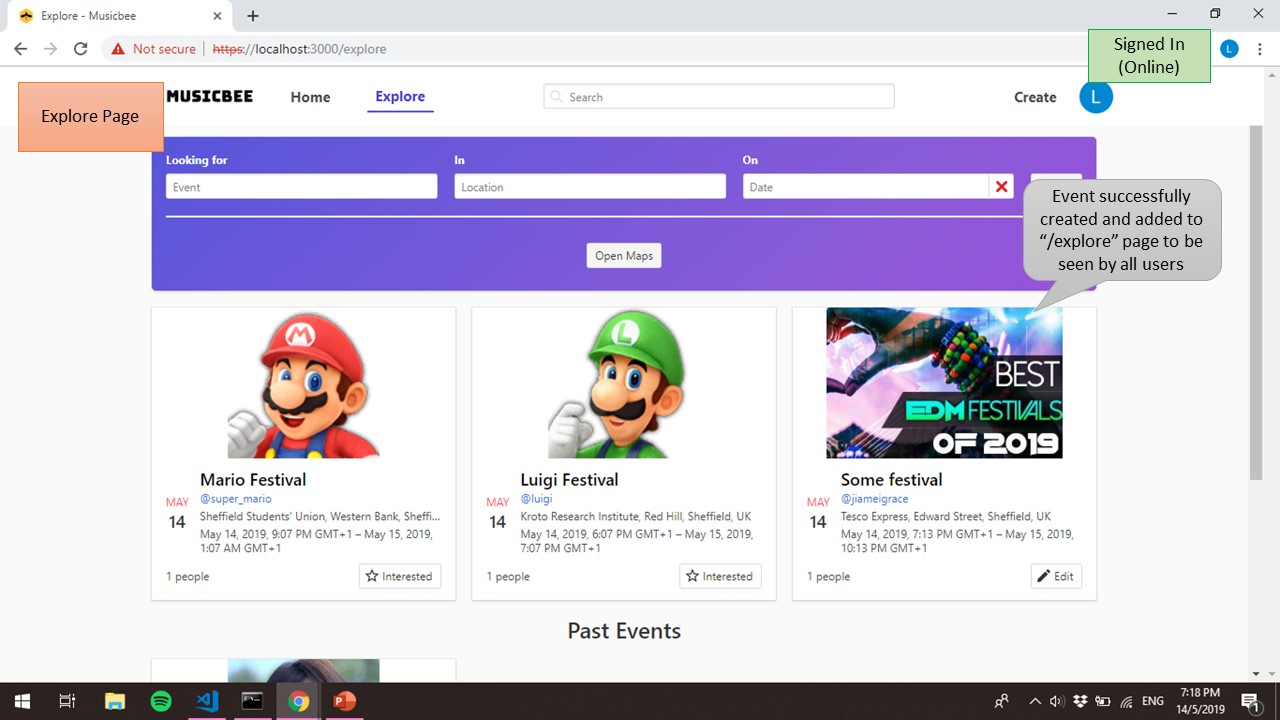 Explore - Musicbee
Signed In
(Online)
Not secure
https://localhost:3000/explore
L
Explore Page
MUSICBEE
Home
Explore
Search
Create
L
Looking for
In
On
Event
Location
Date
Event successfully
created and added to
“/explore” page to be
seen by all users
Open Maps
M
L
BEST
EDM FESTIVALS
OF 2019
Mario Festival
@super_mario
MAY
14
Sheffield Students' Union, Western Bank, Sheffi...
May 14, 2019, 9:07 PM GMT+1 – May 15, 2019,
1:07 AM GMT+1
1 people
Interested
Luigi Festival
@luigi
MAY
14
Kroto Research Institute, Red Hill, Sheffield, UK
May 14, 2019, 6:07 PM GMT+1 – May 15, 2019,
7:07 PM GMT+1
1 people
Interested
Some festival
@jiameigrace
MAY
14
Tesco Express, Edward Street, Sheffield, UK
May 14, 2019, 7:13 PM GMT+1 – May 15, 2019,
10:13 PM GMT+1
1 people
Edit
Past Events
ENG
7:18 PM
14/5/2019
1